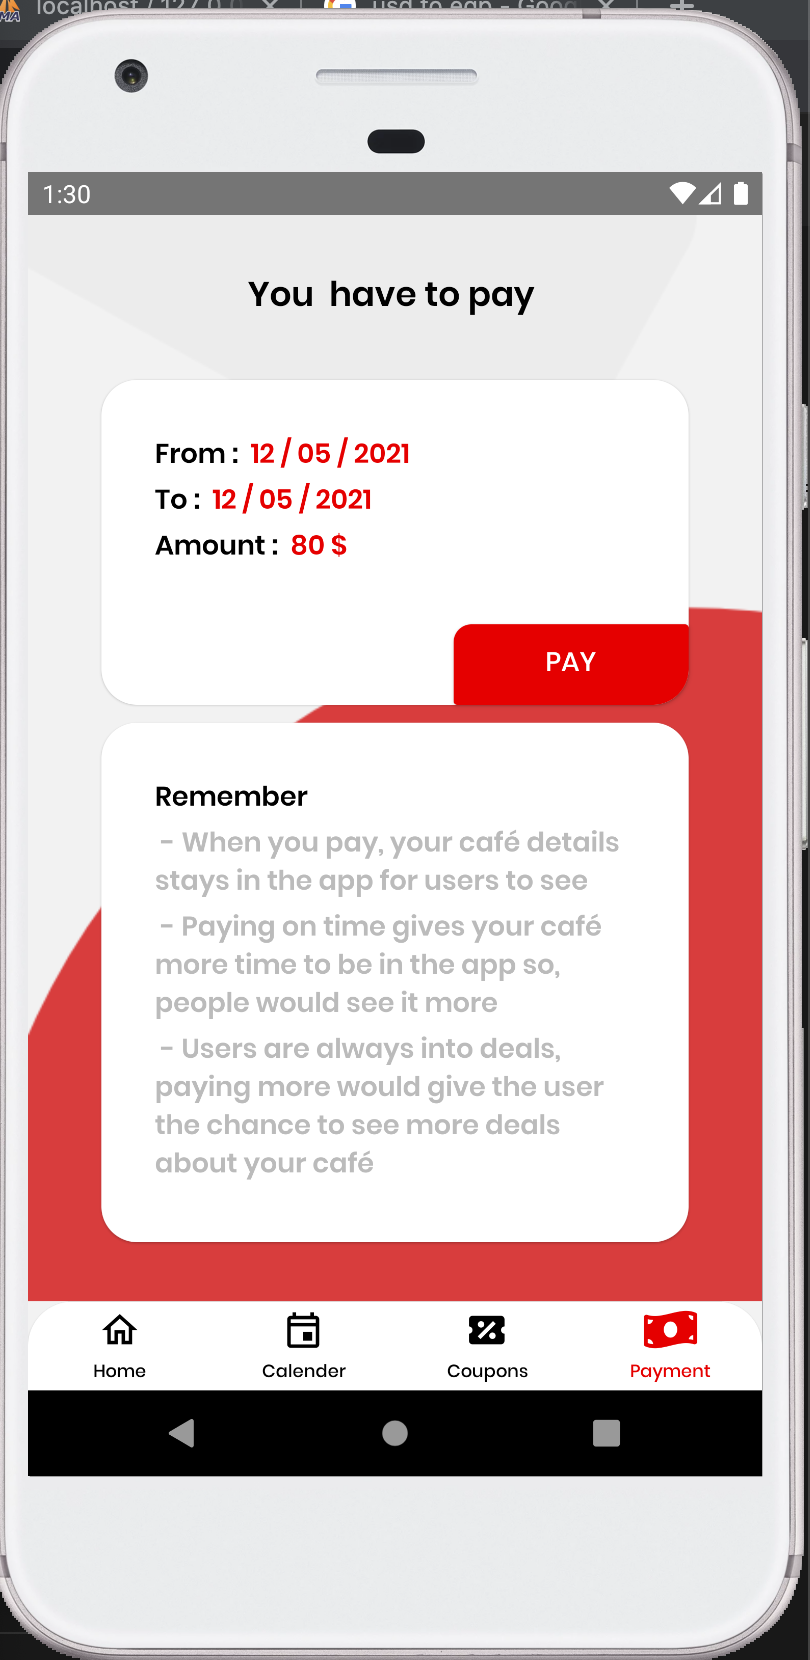 localhost / 127.0.0
usd to egp - Goog
1:30
You  have to pay
From : 12 / 05 / 2021
To : 12 / 05 / 2021
Amount : 80 $
PAY
Remember
- When you pay, your café details
stays in the app for users to see
- Paying on time gives your café
more time to be in the app so,
people would see it more
- Users are always into deals,
paying more would give the user
the chance to see more deals
about your café
Home
Calender
Coupons
Payment